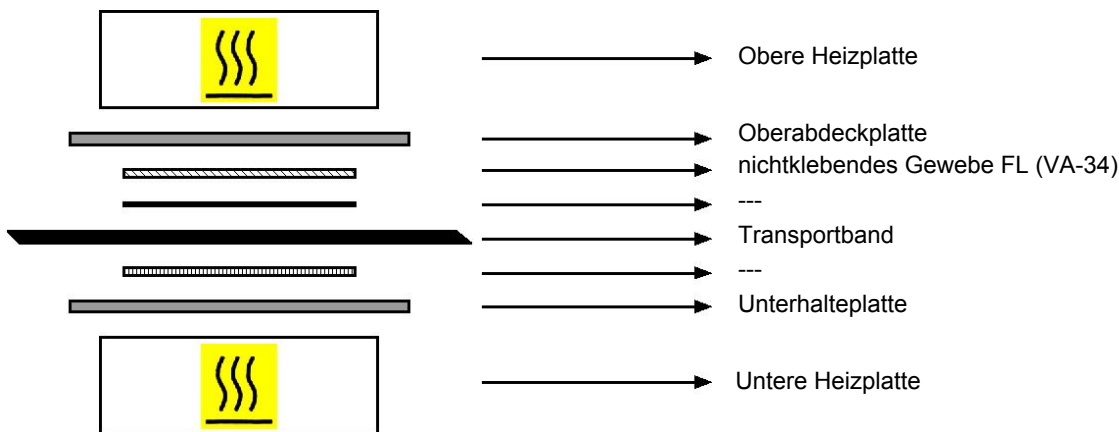 Obere Heizplatte
Oberabdeckplatte
nichtklebendes Gewebe FL (VA-34)
---
Transportband
---
Unterhalteplatte
Untere Heizplatte